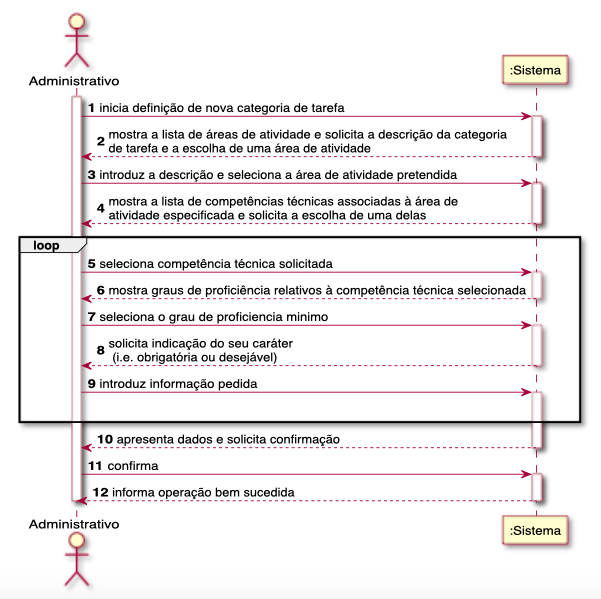 Administrativo
:Sistema
1 inicia definição de nova categoria de tarefa
2 mostra a lista de áreas de atividade e solicita a descrição da categoria
de tarefa e a escolha de uma área de atividade
3 introduz a descrição e seleciona a área de atividade pretendida
4 mostra a lista de competências técnicas associadas à área de
atividade especificada e solicita a escolha de uma delas
loop
5 seleciona competência técnica solicitada
6 mostra graus de proficiência relativos à competência técnica selecionada
7 seleciona o grau de proficiencia minimo
8 solicita indicação do seu caráter
(i.e. obrigatória ou desejável)
9 introduz informação pedida
10 apresenta dados e solicita confirmação
11 confirma
12 informa operação bem sucedida
Administrativo
:Sistema